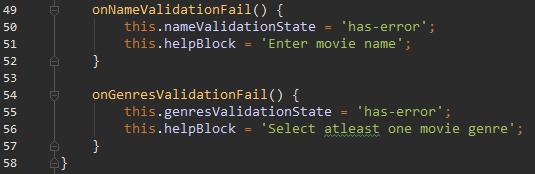 49 onNameValidationFail() {
50 this.nameValidationState = 'has-error';
51 this.helpBlock = 'Enter movie name';
52 }
53
54 onGenresValidationFail() {
55 this.genresValidationState = 'has-error';
56 this.helpBlock = 'Select atleast one movie genre';
57 }
58 }